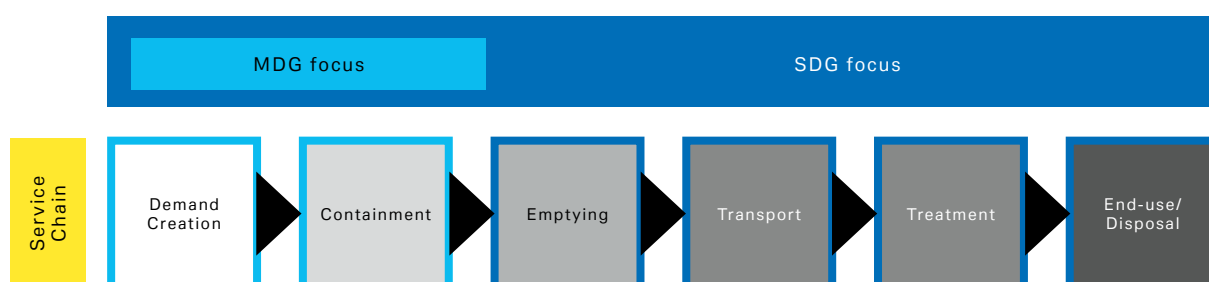 MDG focus
SDG focus
Service
Chain
Demand
Creation
Containment
Emptying
Transport
Treatment
End-use/
Disposal